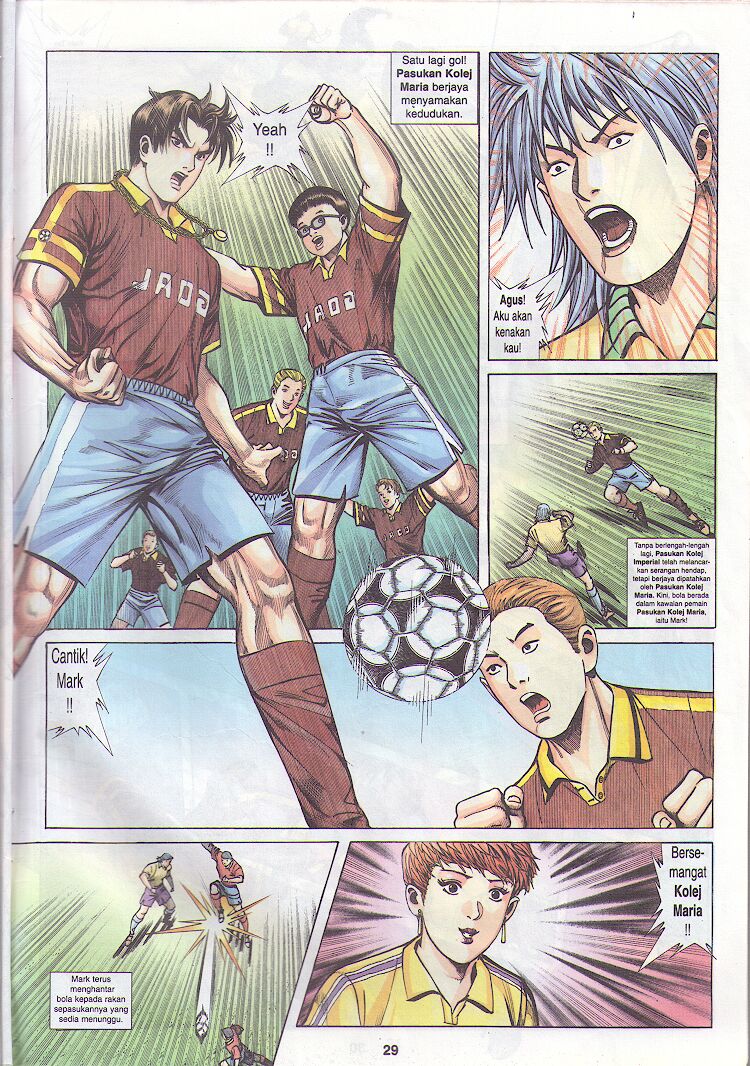 Satu lagi gol!
Pasukan Kolej
Maria berjaya
menyamakan
kedudukan.
Yeah
!!
GOAL
GOAL
Agus!
Aku akan
kenakan
kau!
Tanpa berlengah-lengah
lagi, Pasukan Kolej
Imperial telah melancar-
kan serangan hendap,
tetapi berjaya dipatahkan
oleh Pasukan Kolej
Maria. Kini, bola berada
dalam kawalan pemain
Pasukan Kolej Maria,
iaitu Mark!
Cantik!
Mark
!!
Mark terus
menghantar
bola kepada rakan
sepasukannya yang
sedia menunggu.
Berse-
mangat
Kolej
Maria
!!
29